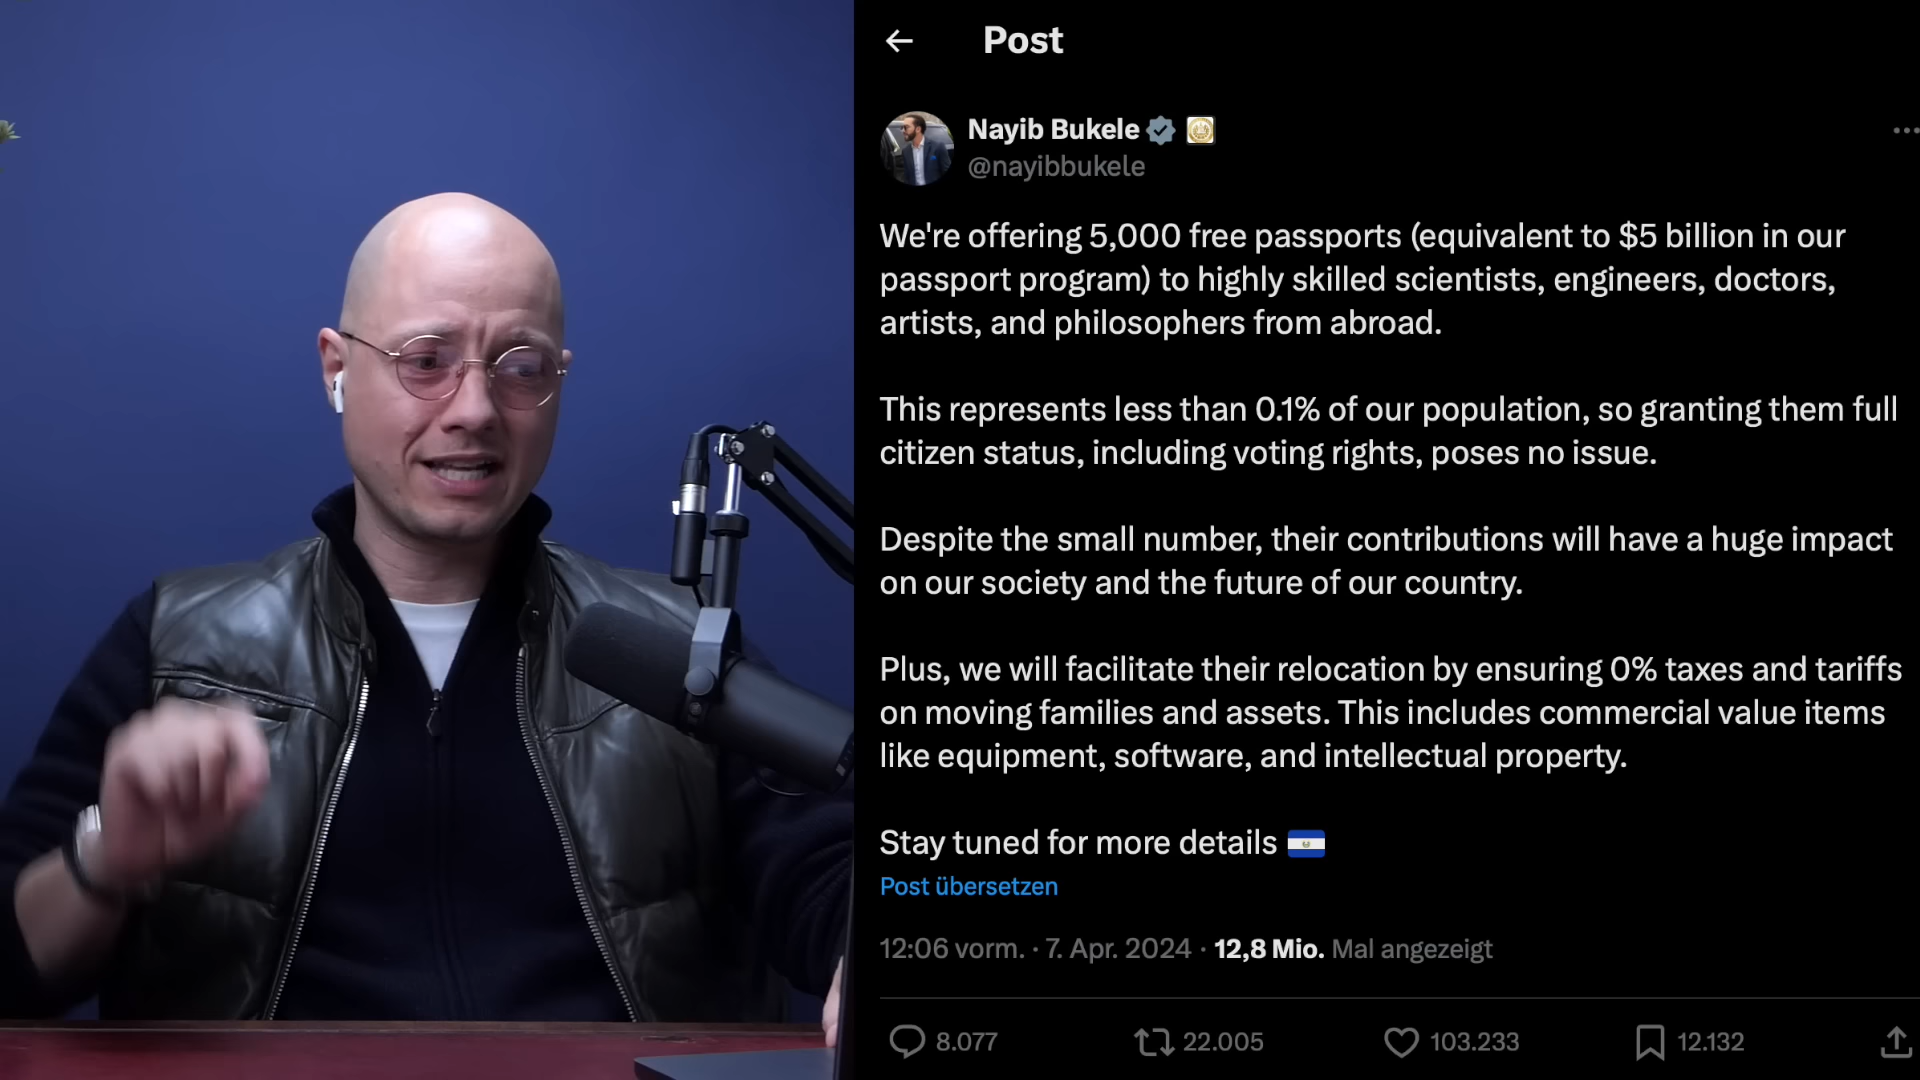 Post
Nayib Bukele
@nayibbukele
We're offering 5,000 free passports (equivalent to $5 billion in our
passport program) to highly skilled scientists, engineers, doctors,
artists, and philosophers from abroad.
This represents less than 0.1% of our population, so granting them full
citizen status, including voting rights, poses no issue.
Despite the small number, their contributions will have a huge impact
on our society and the future of our country.
Plus, we will facilitate their relocation by ensuring 0% taxes and tariffs
on moving families and assets. This includes commercial value items
like equipment, software, and intellectual property.
Stay tuned for more details
Post übersetzen
12:06 vorm. · 7. Apr. 2024 · 12,8 Mio. Mal angezeigt
8.077 22.005 103.233 12.132